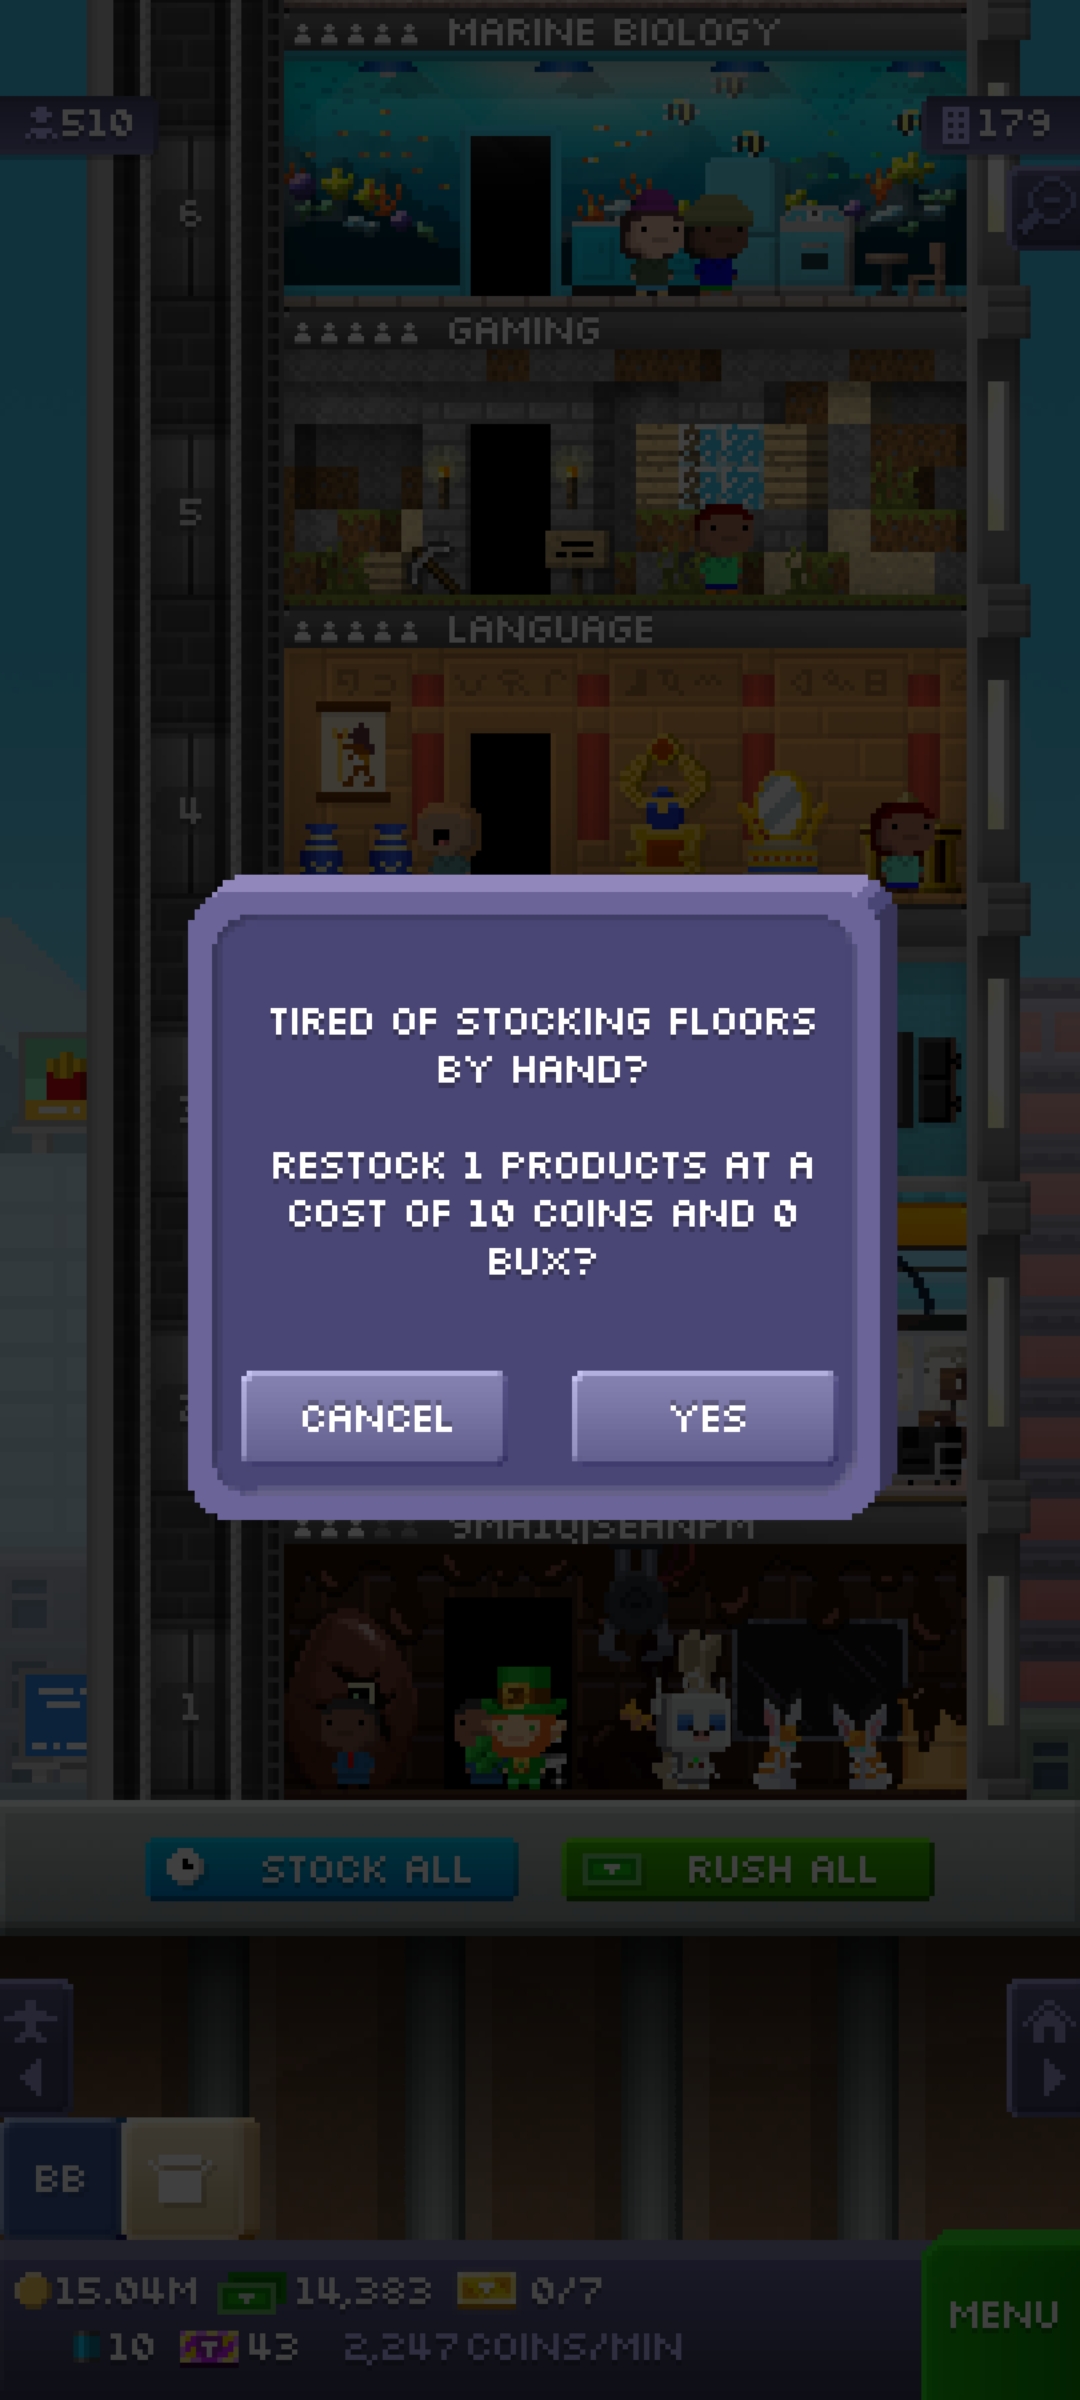 MARINE BIOLOGY
510
179
6
GAMING
5
LANGUAGE
4
TIRED OF STOCKING FLOORS
BY HAND?
RESTOCK 1 PRODUCTS AT A
COST OF 10 COINS AND 0
BUX?
CANCEL
YES
1
STOCK ALL
RUSH ALL
BB
15.04M
14,383
0/7
MENU
10
43
2,247 COINS/MIN